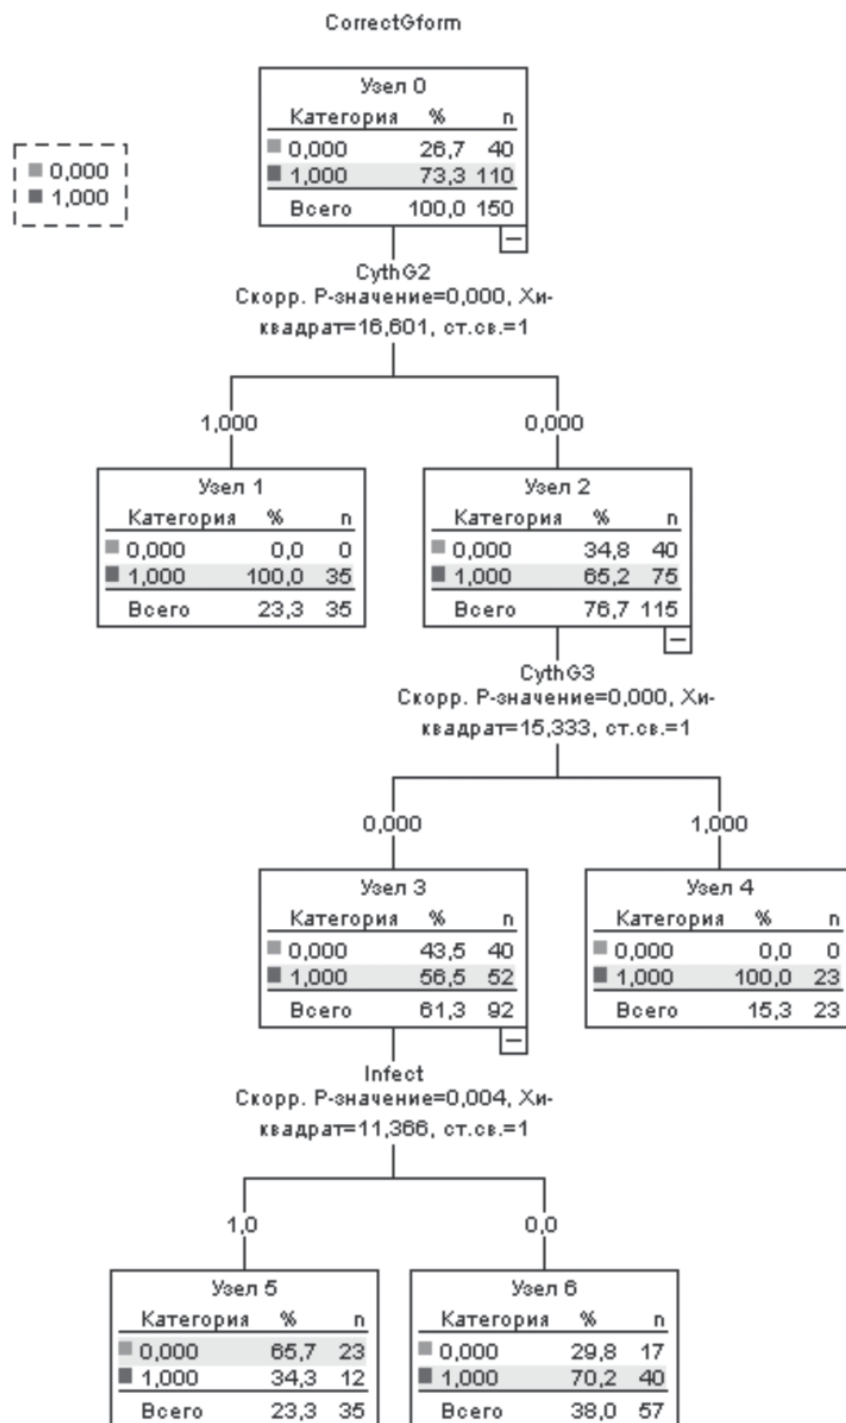 CorrectGform
Узел 0
Категория % n
0,000 26,7 40
1,000 73,3 110
Всего 100,0 150
0,000
1,000
CythG2
Скорр. P-значение=0,000, Хи-
квадрат=16,601, ст.св.=1
1,000
0,000
Узел 1
Категория % n
0,000 0,0 0
1,000 100,0 35
Всего 23,3 35
Узел 2
Категория % n
0,000 34,8 40
1,000 65,2 75
Всего 76,7 115
CythG3
Скорр. P-значение=0,000, Хи-
квадрат=15,333, ст.св.=1
0,000
1,000
Узел 3
Категория % n
0,000 43,5 40
1,000 56,5 52
Всего 61,3 92
Узел 4
Категория % n
0,000 0,0 0
1,000 100,0 23
Всего 15,3 23
Infect
Скорр. P-значение=0,004, Хи-
квадрат=11,366, ст.св.=1
1,0
0,0
Узел 5
Категория % n
0,000 65,7 23
1,000 34,3 12
Всего 23,3 35
Узел 6
Категория % n
0,000 29,8 17
1,000 70,2 40
Всего 38,0 57